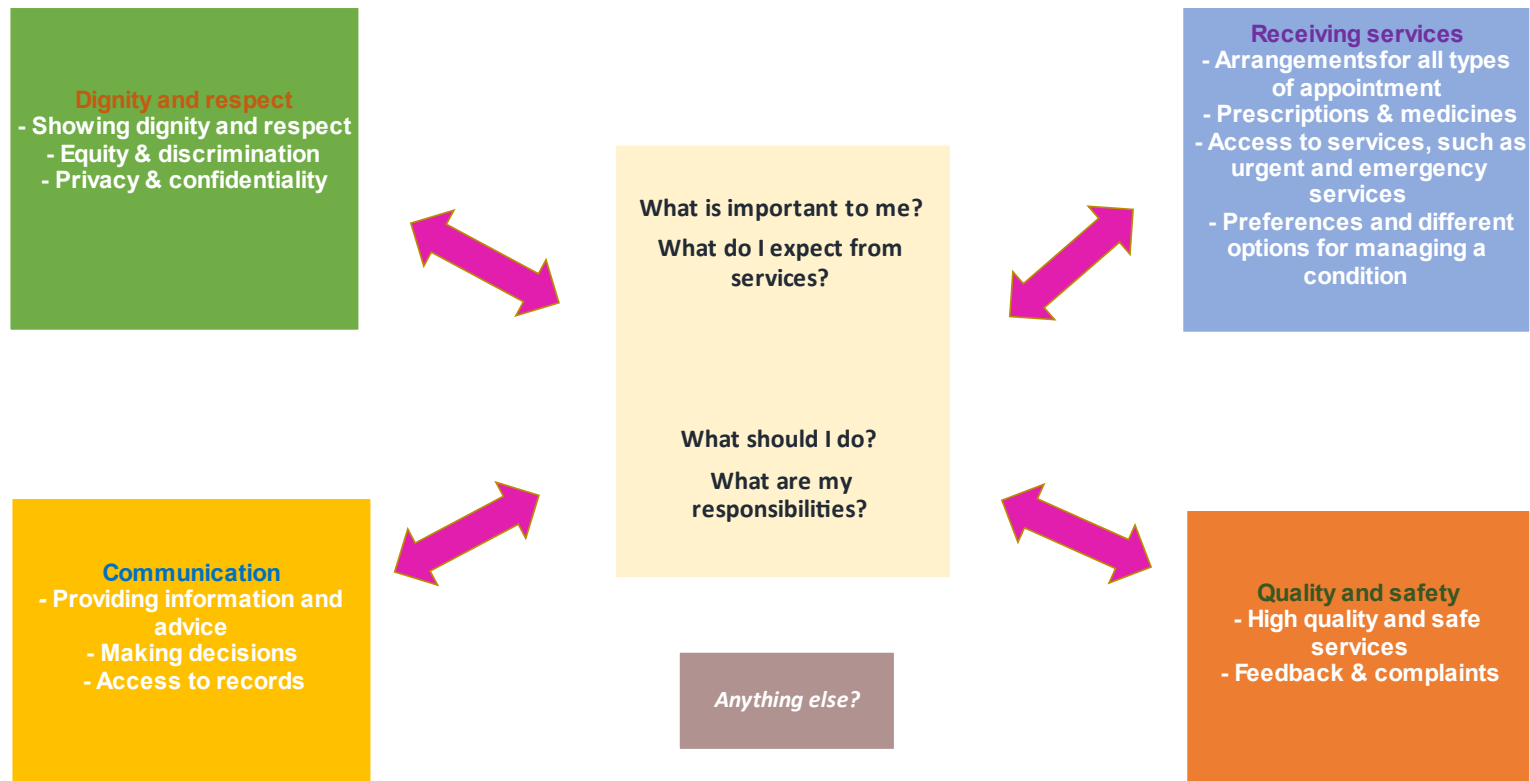 Dignity and respect
- Showing dignity and respect
- Equity & discrimination
- Privacy & confidentiality
What is important to me?
What do I expect from
services?
What should I do?
What are my
responsibilities?
Receiving services
- Arrangementsfor all types
of appointment
- Prescriptions & medicines
- Access to services, such as
urgent and emergency
services
- Preferences and different
options for managing a
condition
Communication
- Providing information and
advice
- Making decisions
- Access to records
Anything else?
Quality and safety
- High quality and safe
services
- Feedback & complaints